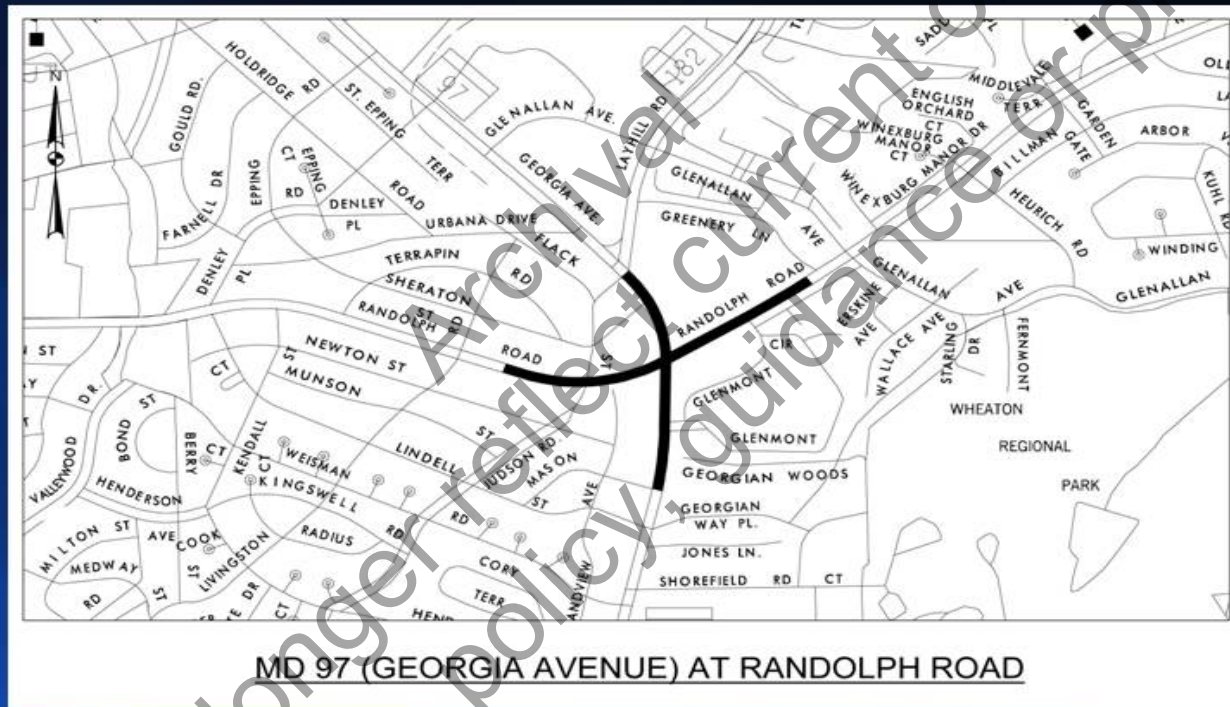 HOLDRIDGE RD
GOULD RD.
ST. EPPING
TERR
97
GLENALLAN AVE.
182
LAYHILL RD
MIDDLEVALE
TERR
ENGLISH
ORCHARD
CT
WINEXBURG
MANOR
CT
WINEXBURG MANOR DR
BILLMAN
GARDEN
GATE
ARBOR
KUHL
N
EPPING
CT
EPPING
RD
DENLEY
PL
ROAD
FARNELL DR
DENLEY
PL
URBANA DRIVE
GEORGIA AVE.
FLACK
GLENALLAN
AVE
GREENERY LN
HEURICH
RD
WINDING
GLENALLAN
TERRAPIN
RD
SHERATON
ST
RD
RANDOLPH
ROAD
ST
RANDOLPH ROAD
GLENALLAN
AVE
ERSKINE
AVE
WALLACE AVE
STARLING
DR
FERNMONT
NEWTON ST
ST
MUNSON
ST
CT
CIR
GLENMONT
GLENMONT
WHEATON
REGIONAL
PARK
DR.
VALLEYWOOD
BOND ST
BERRY
CT
KENDALL
CT
WEISMAN
LINDELL
JUDSON RD.
MASON
ST
AVE
HENDERSON
KINGSWELL
RD
GEORGIAN WOODS
GEORGIAN
WAY PL.
JONES LN.
SHOREFIELD RD CT
MILTON ST
AVE
COOK
ST
LIVINGSTON
RADIUS
RD
MEDWAY
RD
ST
CORY
TERR
ANDVIEW
DR
CT
MD 97 (GEORGIA AVENUE) AT RANDOLPH ROAD
Archival
longer reflect current
policy, guidance or